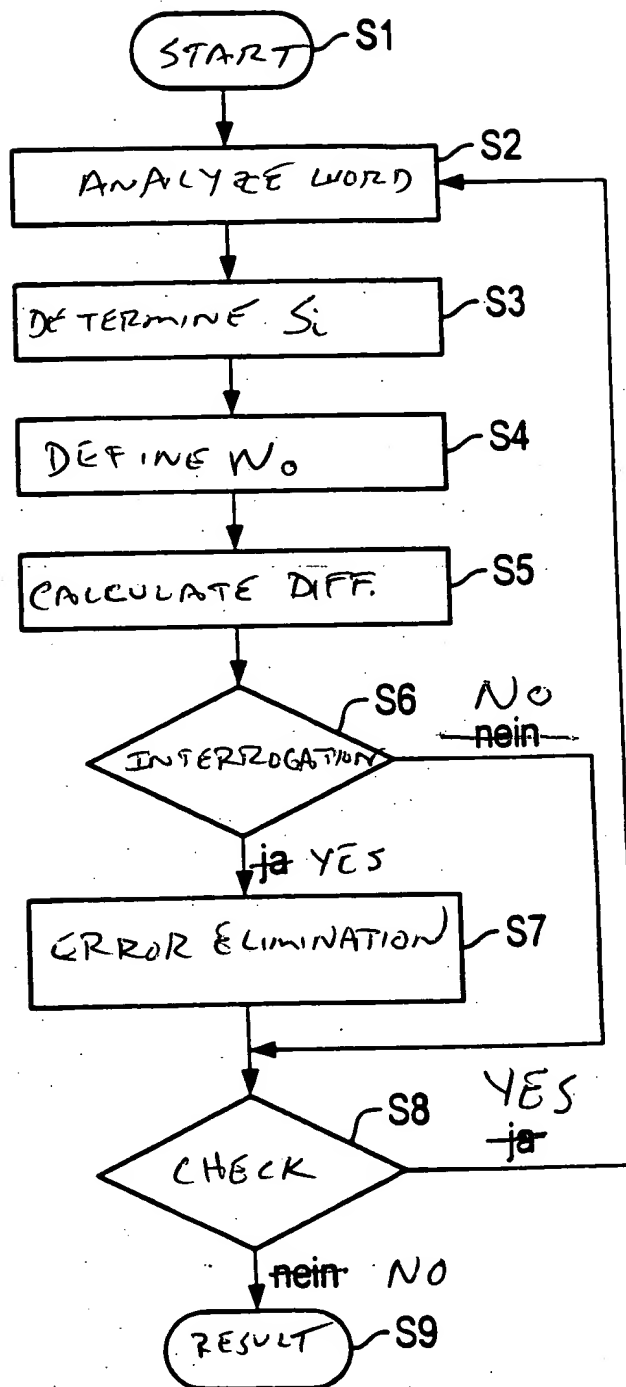 START S1
S2
ANALYZE WORD
DETERMINE Si S3
DEFINE No S4
CALCULATE DIFF. S5
S6 NO
nein
INTERROGATION
ja YES
ERROR ELIMINATION S7
YES
S8
ja
CHECK
nein NO
RESULT S9